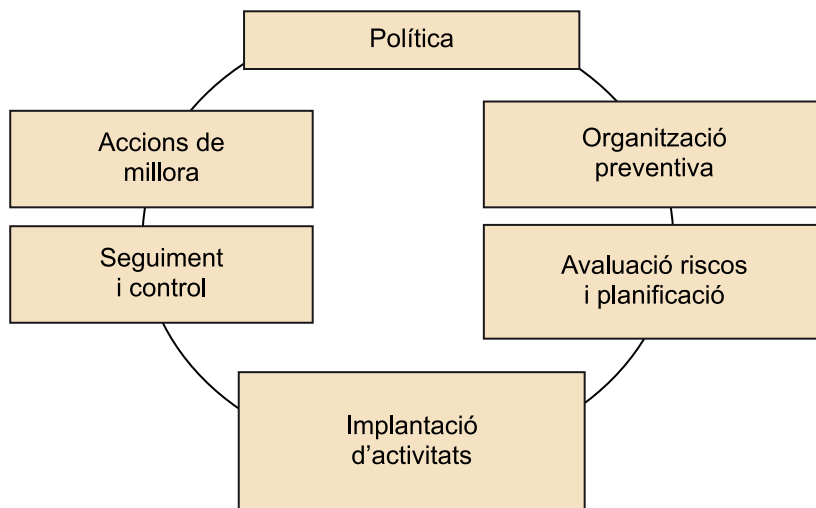 Política
Accions de
millora
Organització
preventiva
Seguiment
i control
Avaluació riscos
i planificació
Implantació
d’activitats